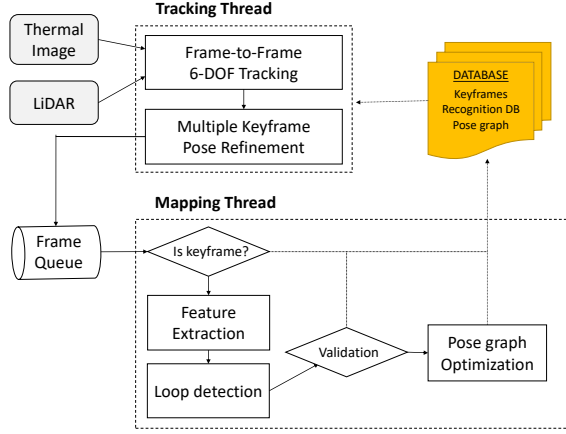 Tracking Thread
Thermal
Image
LiDAR
Frame-to-Frame
6-DOF Tracking
Multiple Keyframe
Pose Refinement
DATABASE
Keyframes
Recognition DB
Pose graph
Mapping Thread
Frame
Queue
Is keyframe?
Feature
Extraction
Loop detection
Validation
Pose graph
Optimization